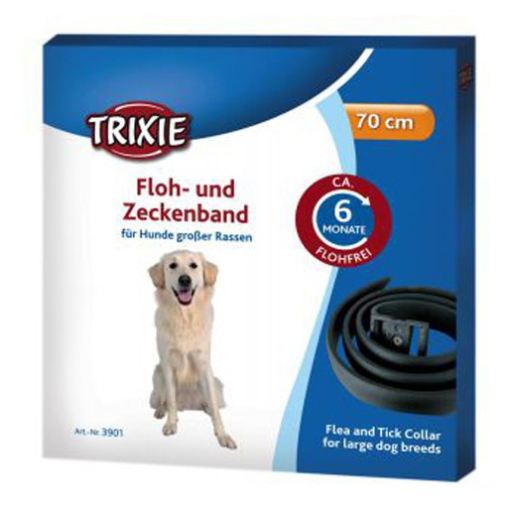 TRIXIE
70 cm
Floh- und
Zeckenband
für Hunde großer Rassen
CA.
6
MONATE
FLOHFREI
Art.-Nr. 3901
Flea and Tick Collar
for large dog breeds